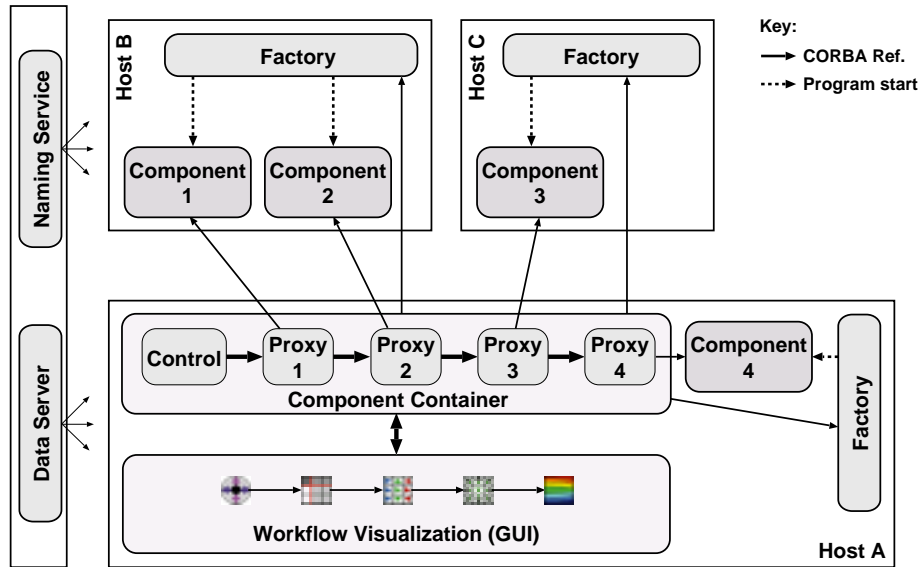 Naming Service
Data Server
Host B
Factory
Component
1
Component
2
Host C
Factory
Component
3
Key:
CORBA Ref.
Program start
Control
Proxy
1
Proxy
2
Proxy
3
Proxy
4
Component Container
Component
4
Factory
Workflow Visualization (GUI)
Host A